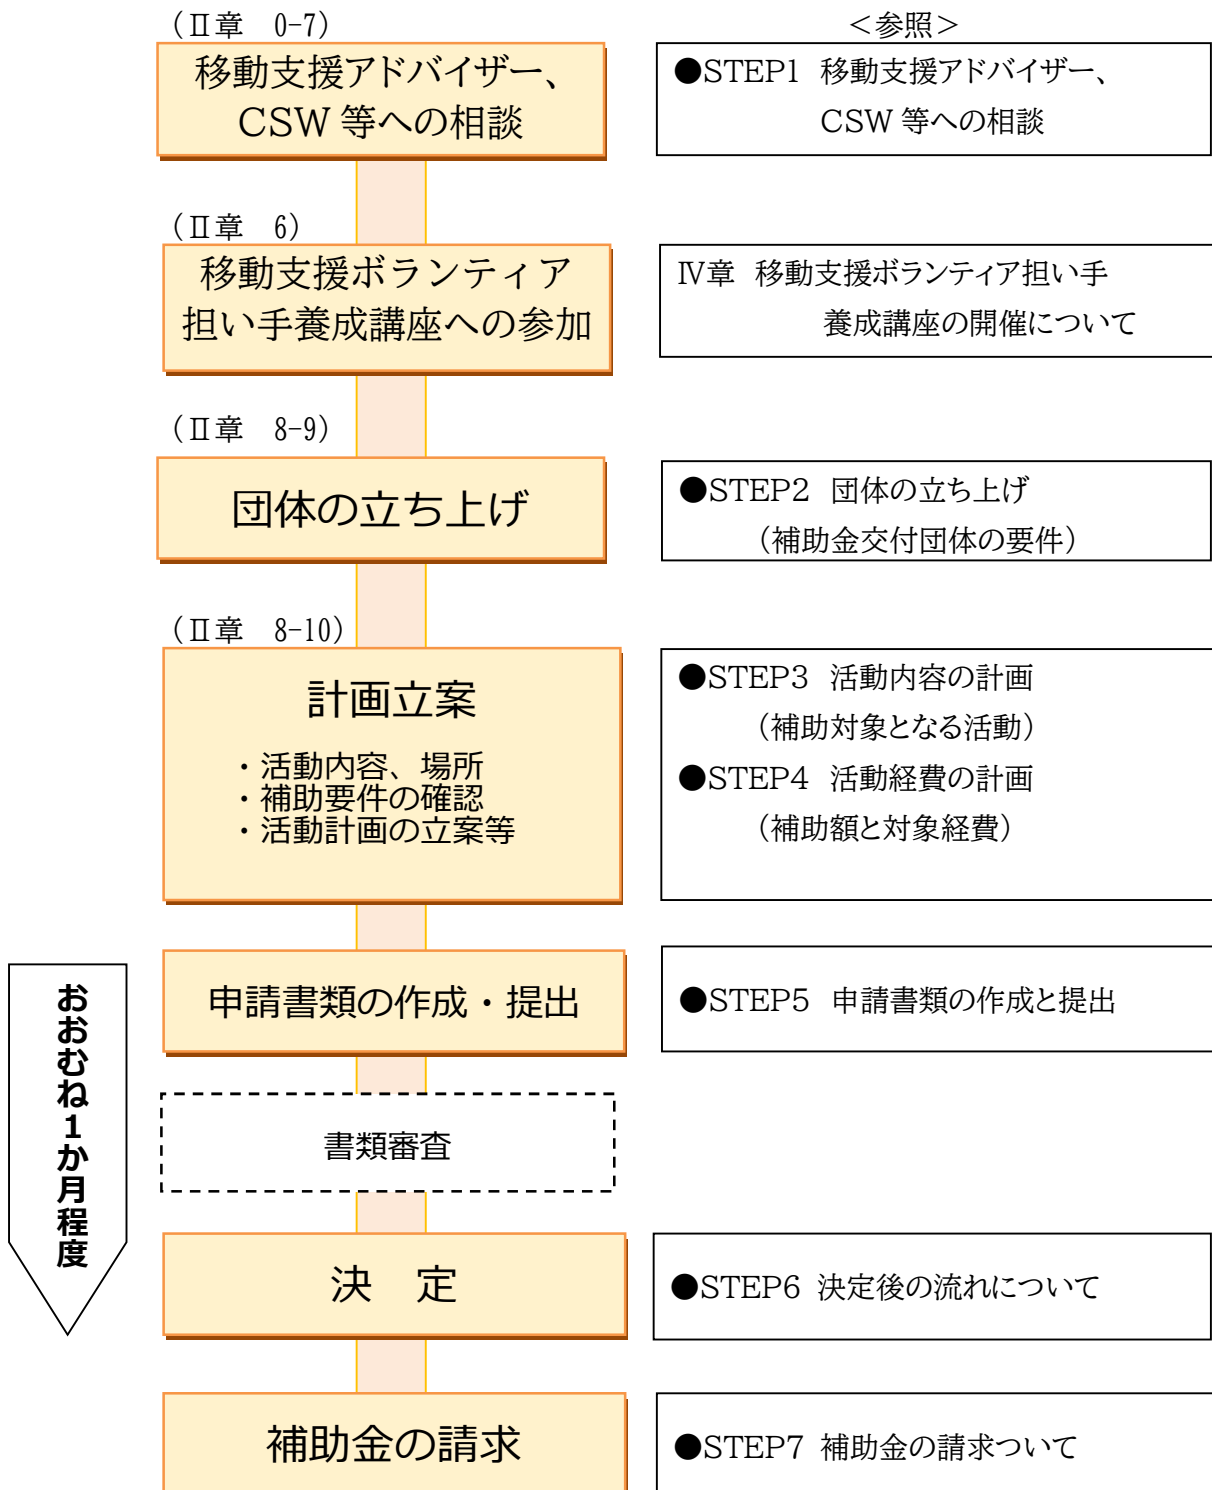 (Ⅱ章 0-7)
<参照>
移動支援アドバイザー、
CSW 等への相談
●STEP1 移動支援アドバイザー、
CSW 等への相談
(Ⅱ章 6)
移動支援ボランティア
担い手養成講座への参加
Ⅳ章 移動支援ボランティア担い手
養成講座の開催について
(Ⅱ章 8-9)
団体の立ち上げ
●STEP2 団体の立ち上げ
(補助金交付団体の要件)
(Ⅱ章 8-10)
計画立案
・活動内容、場所
・補助要件の確認
・活動計画の立案等
●STEP3 活動内容の計画
(補助対象となる活動)
●STEP4 活動経費の計画
(補助額と対象経費)
おおむね1か月程度
申請書類の作成・提出
●STEP5 申請書類の作成と提出
書類審査
決 定
●STEP6 決定後の流れについて
補助金の請求
●STEP7 補助金の請求ついて